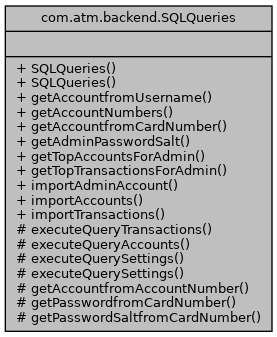 com.atm.backend.SQLQueries
+ SQLQueries()
+ SQLQueries()
+ getAccountfromUsername()
+ getAccountNumbers()
+ getAccountfromCardNumber()
+ getAdminPasswordSalt()
+ getTopAccountsForAdmin()
+ getTopTransactionsForAdmin()
+ importAdminAccount()
+ importAccounts()
+ importTransactions()
# executeQueryTransactions()
# executeQueryAccounts()
# executeQuerySettings()
# executeQuerySettings()
# getAccountfromAccountNumber()
# getPasswordfromCardNumber()
# getPasswordSaltfromCardNumber()